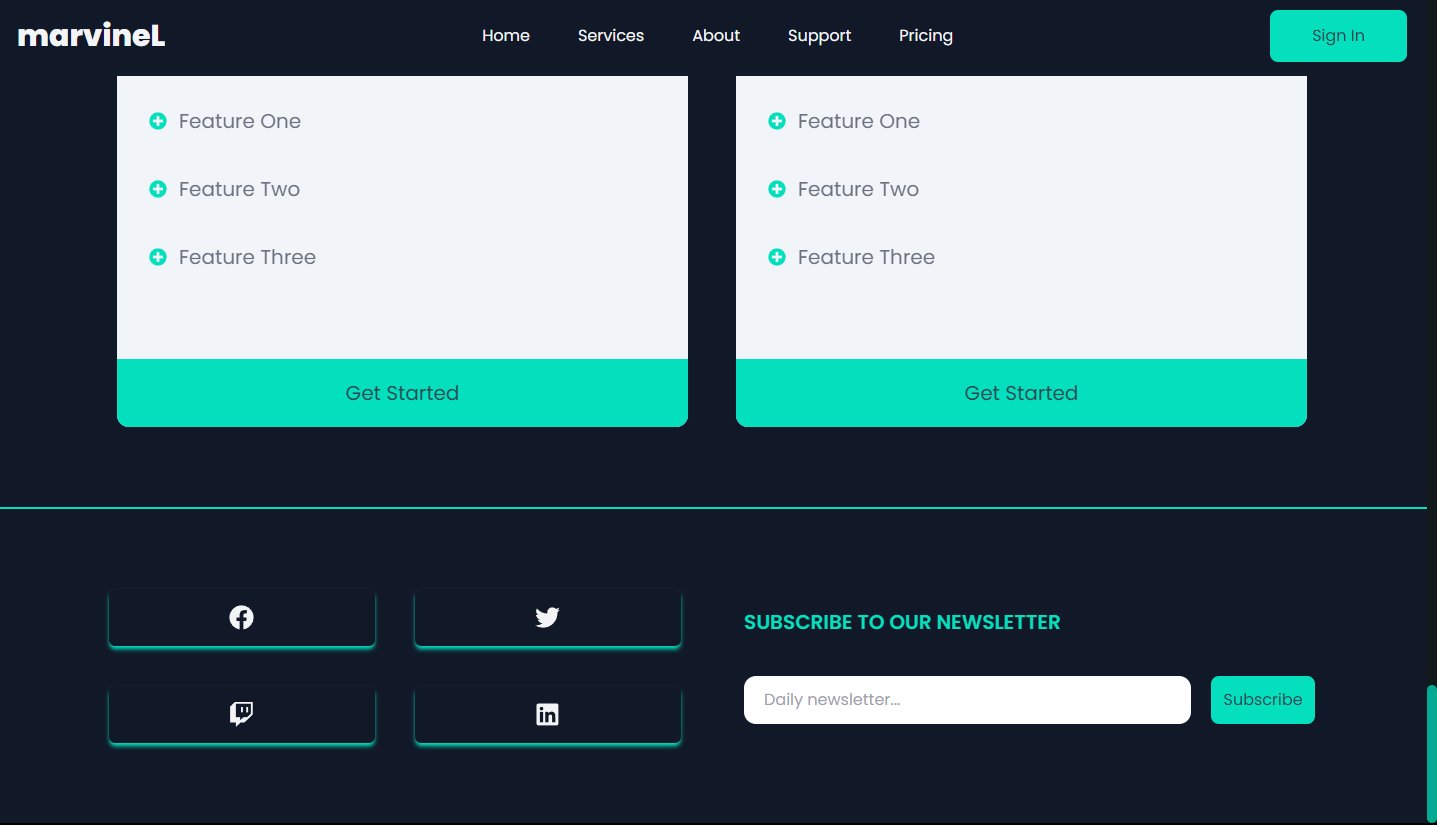 marvineL
Home Services About Support Pricing
Sign In
Feature One
Feature Two
Feature Three
Get Started
Feature One
Feature Two
Feature Three
Get Started
SUBSCRIBE TO OUR NEWSLETTER
Daily newsletter...
Subscribe